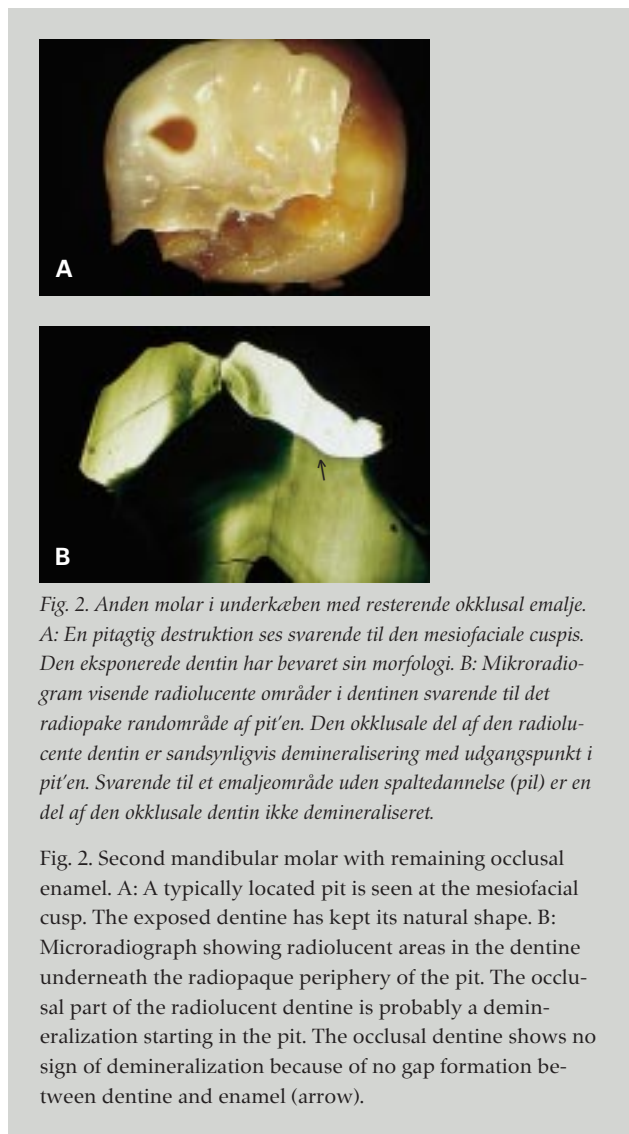 A
B
Fig. 2. Anden molar i underkæben med resterende okklusal emalje.
A: En pitagtig destruktion ses svarende til den mesiofaciale cuspis.
Den eksponerede dentin har bevaret sin morfologi. B: Mikroradio-
gram visende radiolucente områder i dentinen svarende til det
radiopake randområde af pit'en. Den okklusale del af den radiolu-
cente dentin er sandsynligvis demineralisering med udgangspunkt i
pit'en. Svarende til et emaljeområde uden spaltedannelse (pil) er en
del af den okklusale dentin ikke demineraliseret.
Fig. 2. Second mandibular molar with remaining occlusal
enamel. A: A typically located pit is seen at the mesiofacial
cusp. The exposed dentine has kept its natural shape. B:
Microradiograph showing radiolucent areas in the dentine
underneath the radiopaque periphery of the pit. The occlu-
sal part of the radiolucent dentine is probably a demin-
eralization starting in the pit. The occlusal dentine shows no
sign of demineralization because of no gap formation be-
tween dentine and enamel (arrow).